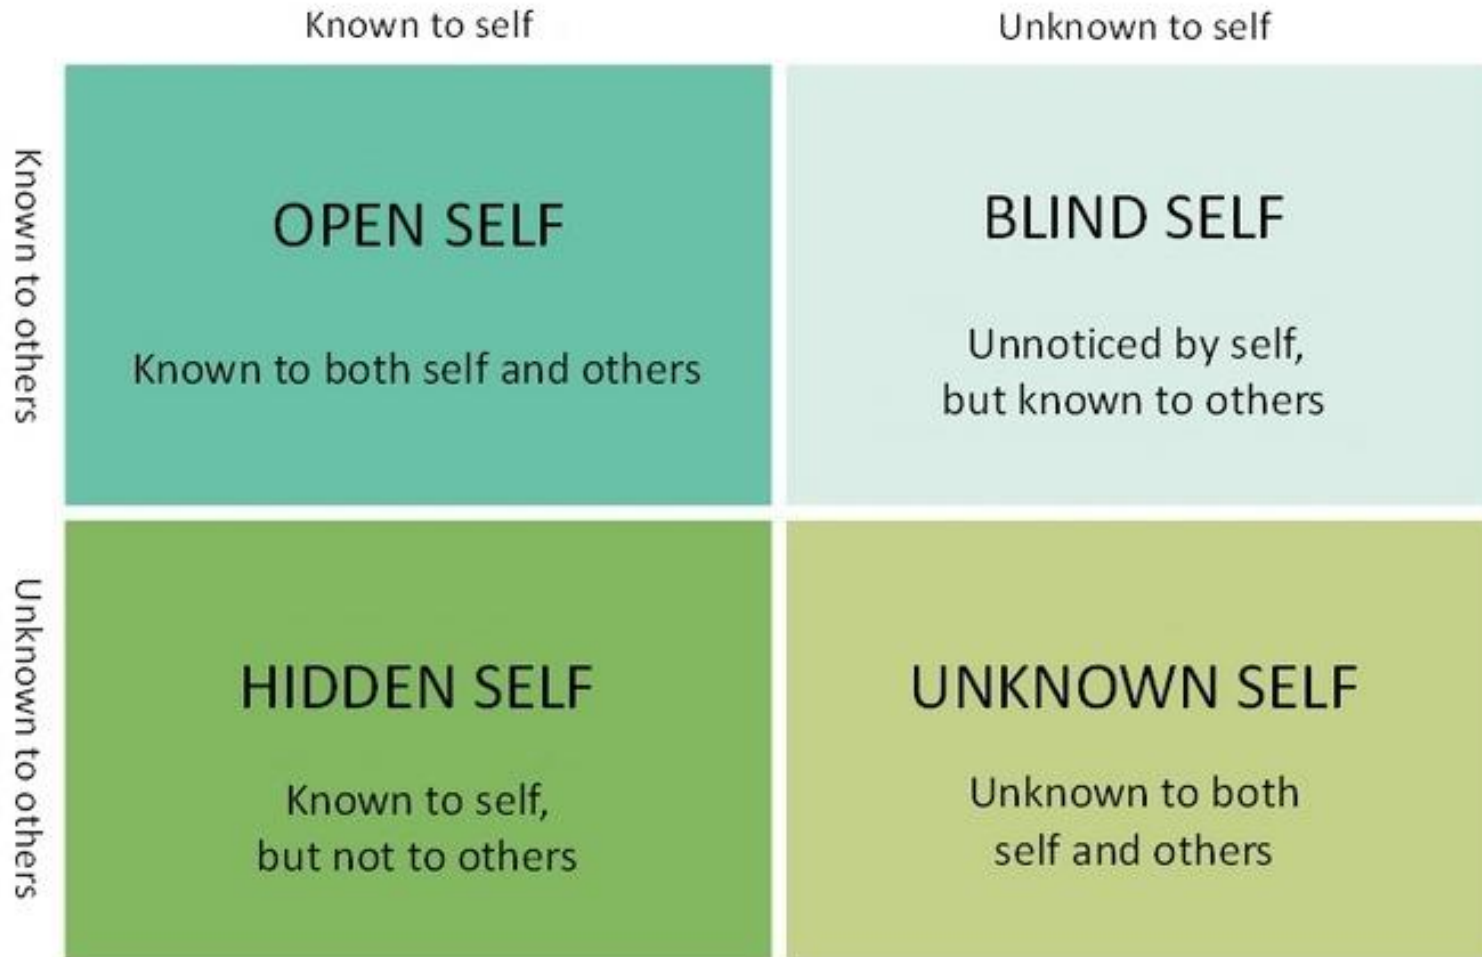 Known to self
Unknown to self
Known to others
OPEN SELF
Known to both self and others
BLIND SELF
Unnoticed by self,
but known to others
Unknown to others
HIDDEN SELF
Known to self,
but not to others
UNKNOWN SELF
Unknown to both
self and others